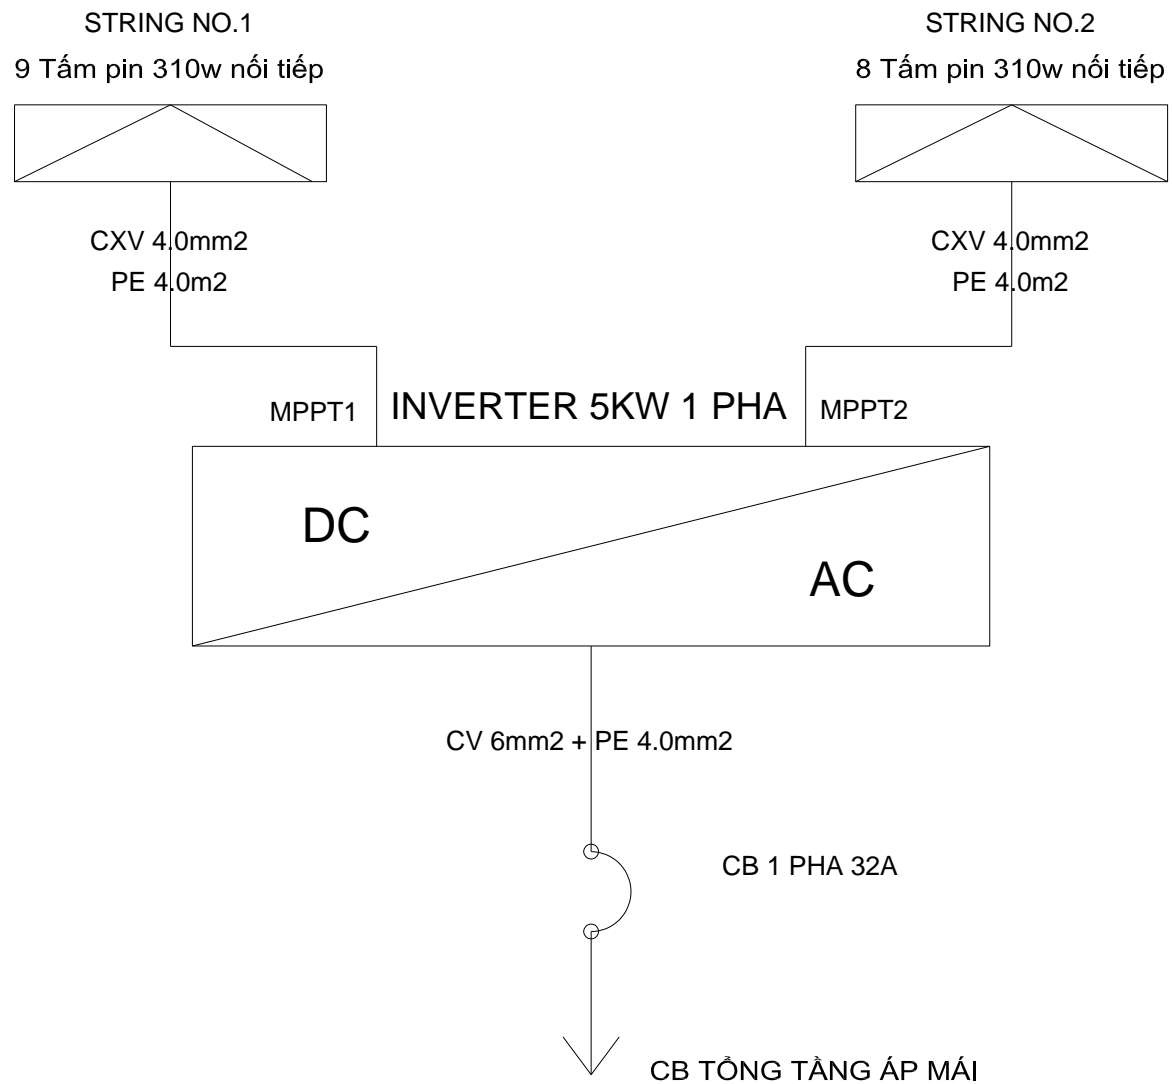 STRING NO.1
9 Tấm pin 310w nối tiếp
STRING NO.2
8 Tấm pin 310w nối tiếp
CXV 4.0mm2
PE 4.0m2
CXV 4.0mm2
PE 4.0m2
MPPT1
INVERTER 5KW 1 PHA
MPPT2
DC
AC
CV 6mm2 + PE 4.0mm2
CB 1 PHA 32A
CB TỔNG TẦNG ÁP MÁI